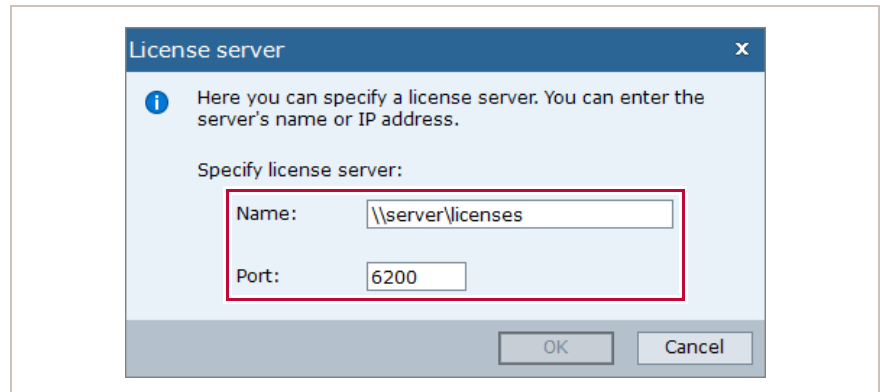 License server x
Here you can specify a license server. You can enter the
server's name or IP address.
Specify license server:
Name: \\server\licenses
Port: 6200
OK Cancel